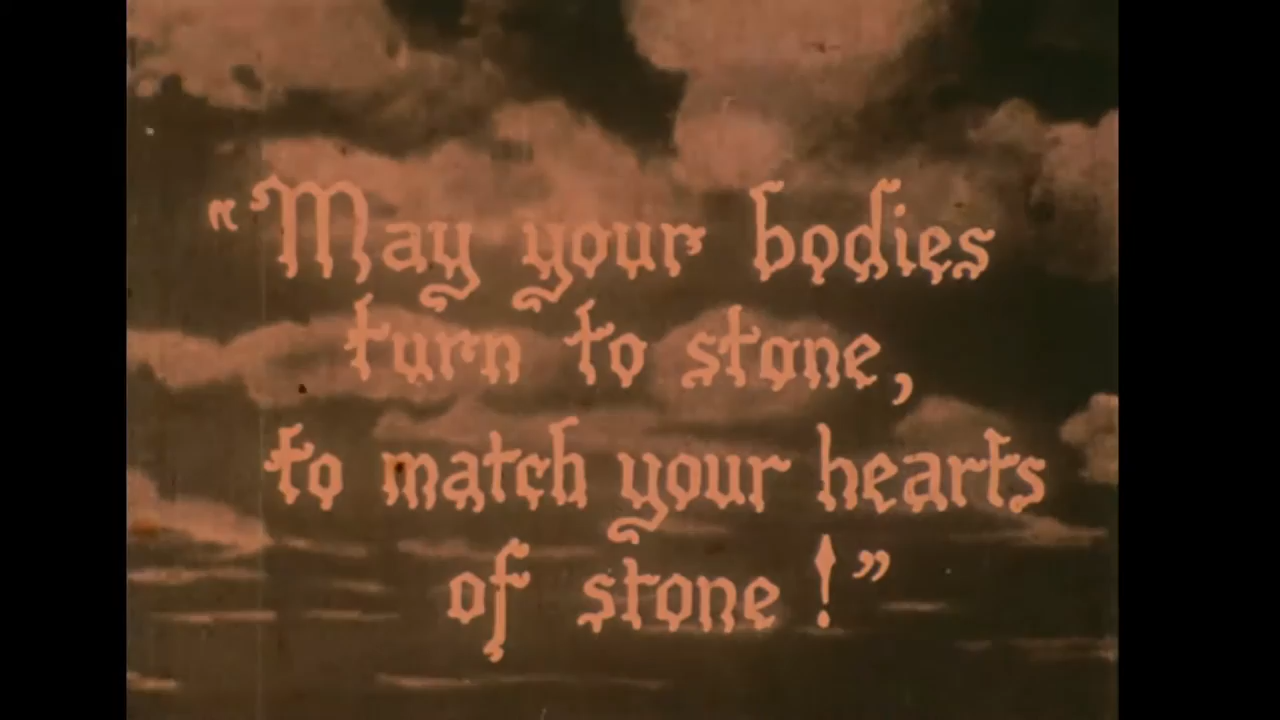 “May your bodies
turn to stone,
to match your hearts
of stone!”